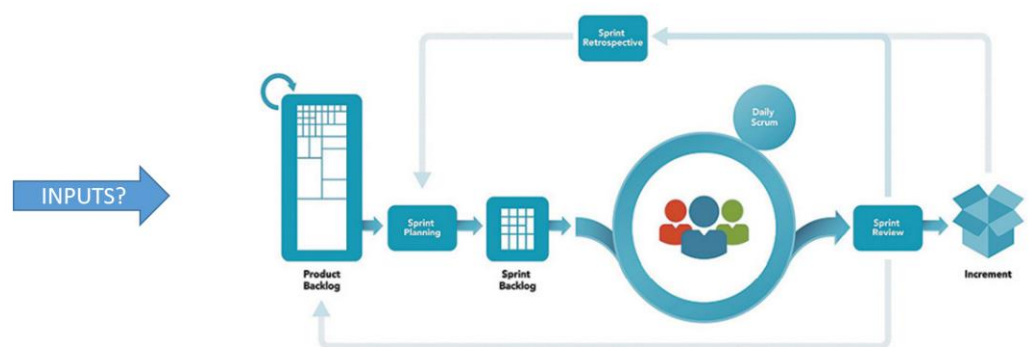 Sprint
Retrospective
Daily
Scrum
INPUTS?
Sprint
Planning
Sprint
Review
Product
Backlog
Sprint
Backlog
Increment